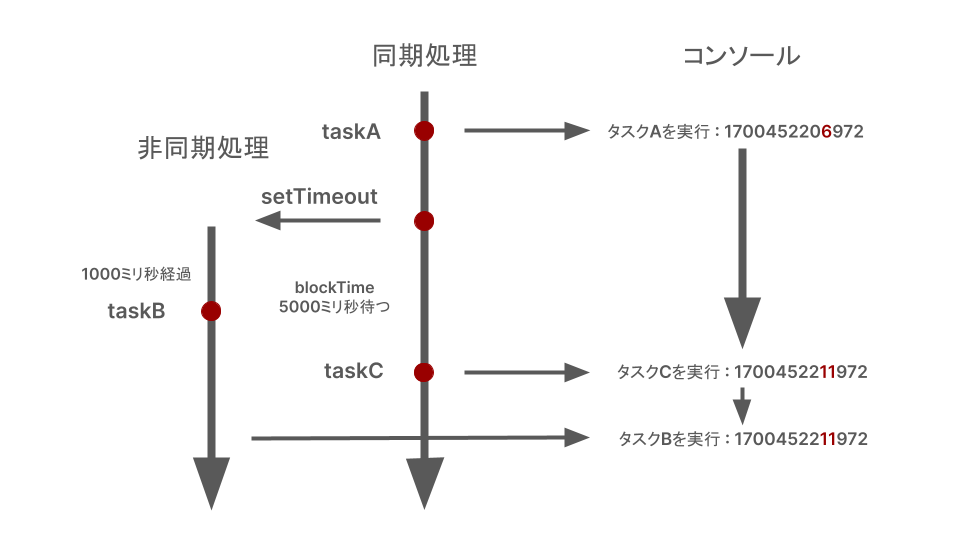 同期処理
コンソール
taskA
タスクAを実行：1700452206972
非同期処理
setTimeout
1000ミリ秒経過
taskB
blockTime
5000ミリ秒待つ
taskC
タスクCを実行：1700452211972
タスクBを実行：1700452211972